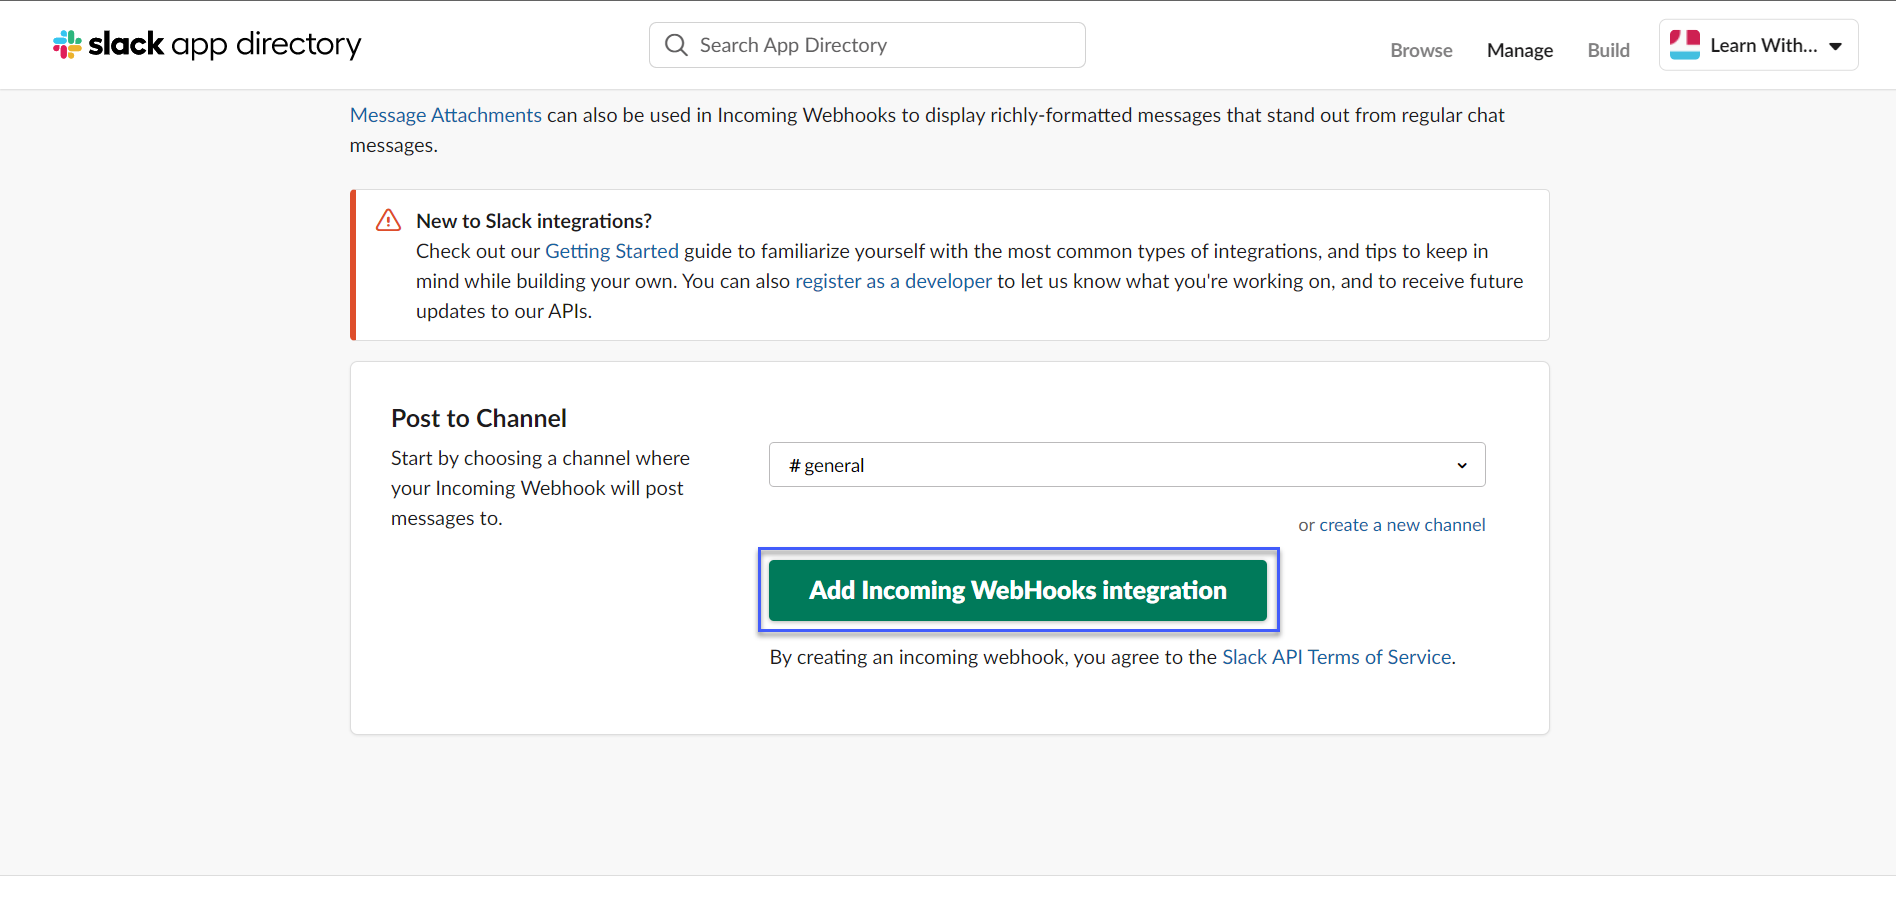 slack app directory
Search App Directory
Browse
Manage
Build
Learn With...
Message Attachments can also be used in Incoming Webhooks to display richly-formatted messages that stand out from regular chat
messages.
New to Slack integrations?
Check out our Getting Started guide to familiarize yourself with the most common types of integrations, and tips to keep in
mind while building your own. You can also register as a developer to let us know what you're working on, and to receive future
updates to our APIs.
Post to Channel
Start by choosing a channel where
your Incoming Webhook will post
messages to.
# general
or create a new channel
Add Incoming WebHooks integration
By creating an incoming webhook, you agree to the Slack API Terms of Service.